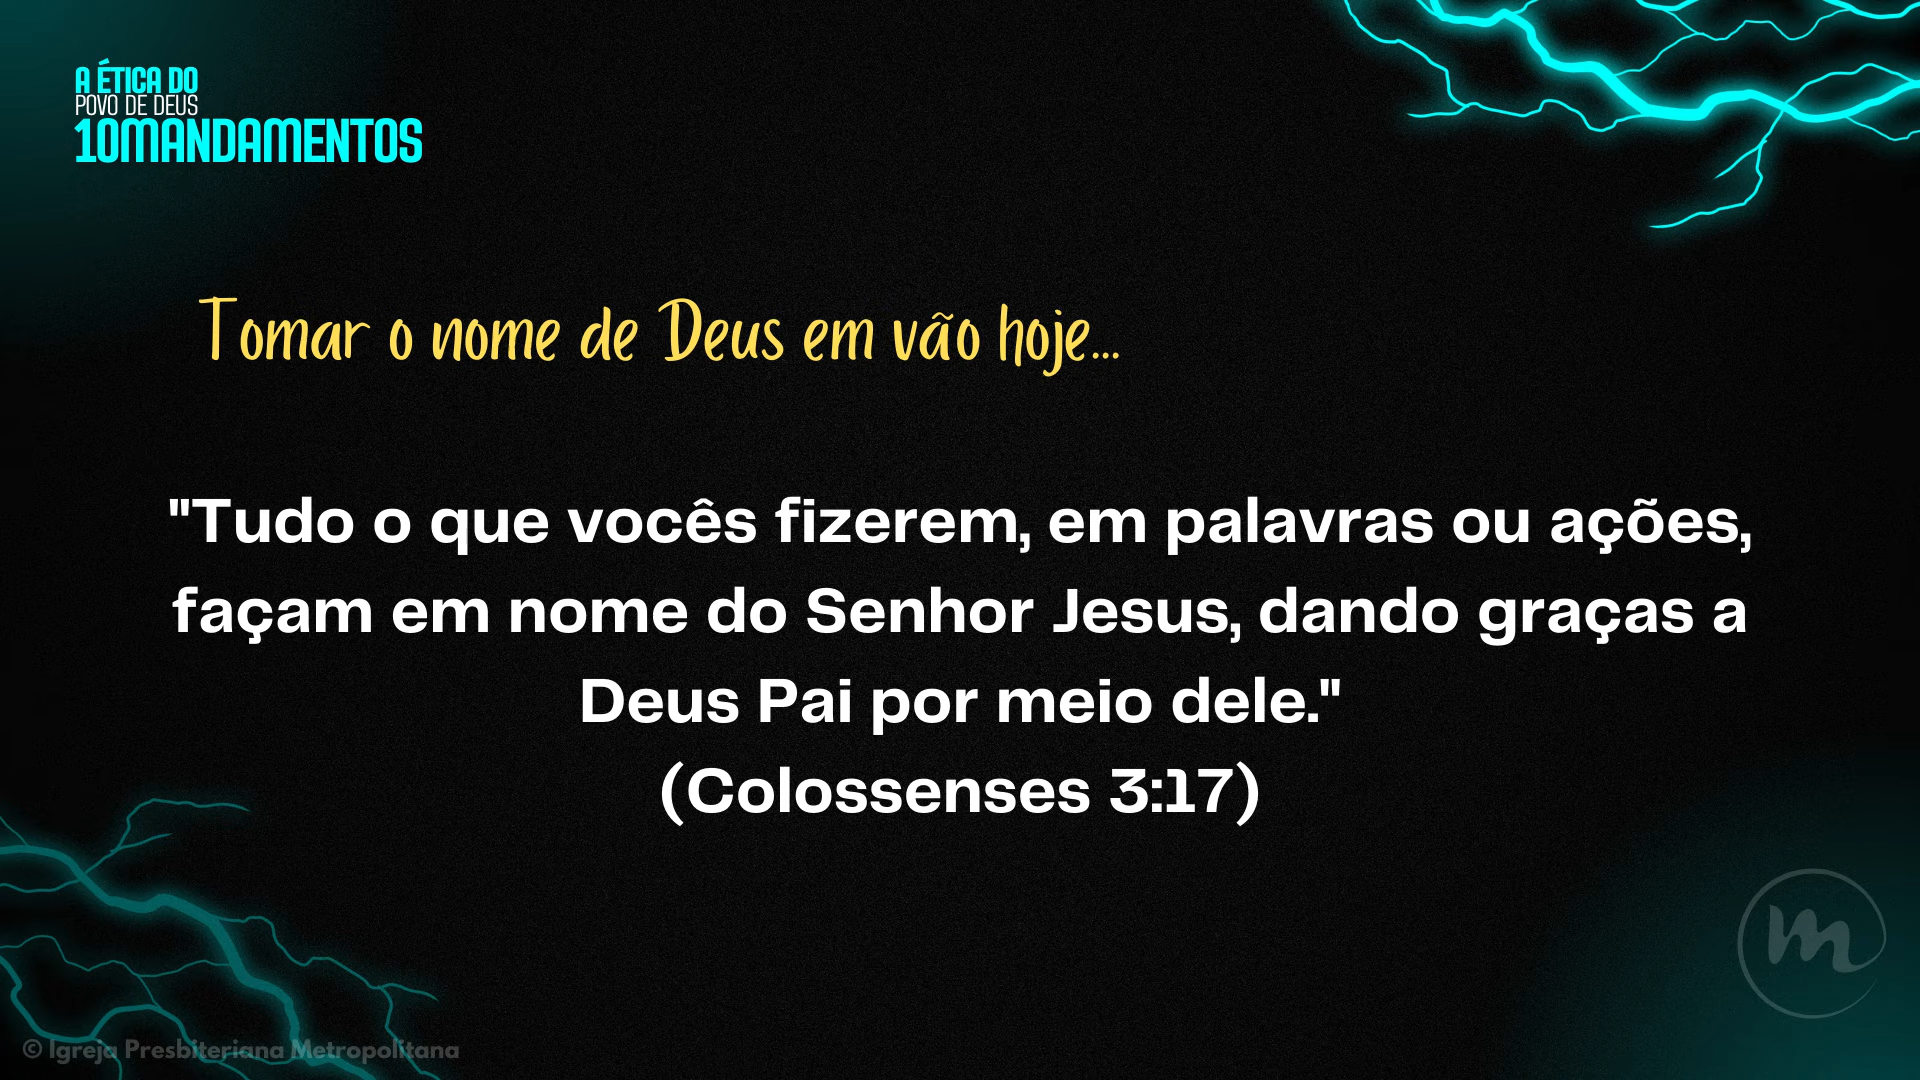 A ÉTICA DO
POVO DE DEUS
10MANDAMENTOS
Tomar o nome de Deus em vão hoje...
"Tudo o que vocês fizerem, em palavras ou ações,
façam em nome do Senhor Jesus, dando graças a
Deus Pai por meio dele."
(Colossenses 3:17)
m
© Igreja Presbiteriana Metropolitana